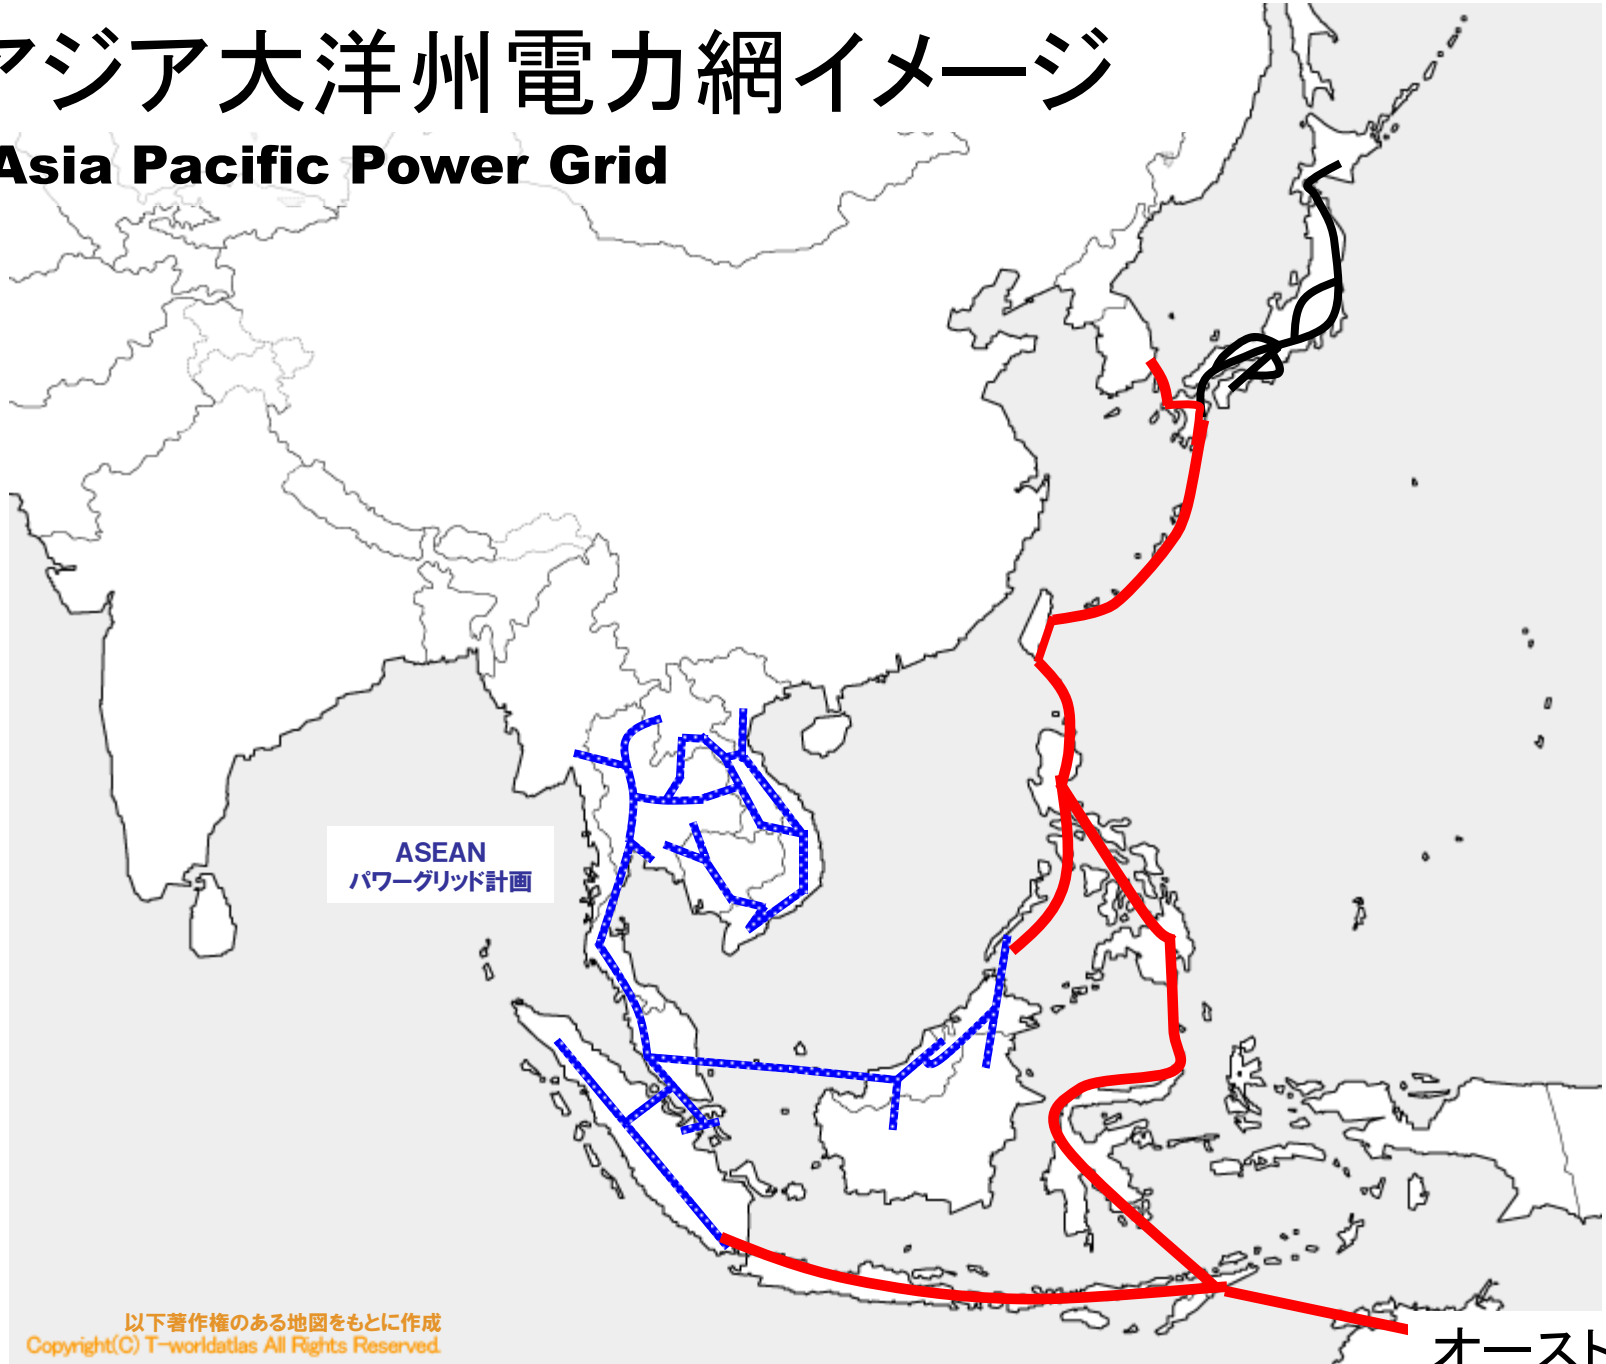 アジア大洋州電力網イメージ
Asia Pacific Power Grid
ASEAN
パワーグリッド計画
以下著作権のある地図をもとに作成
Copyright(C) T-worldatlas All Rights Reserved.
オースト